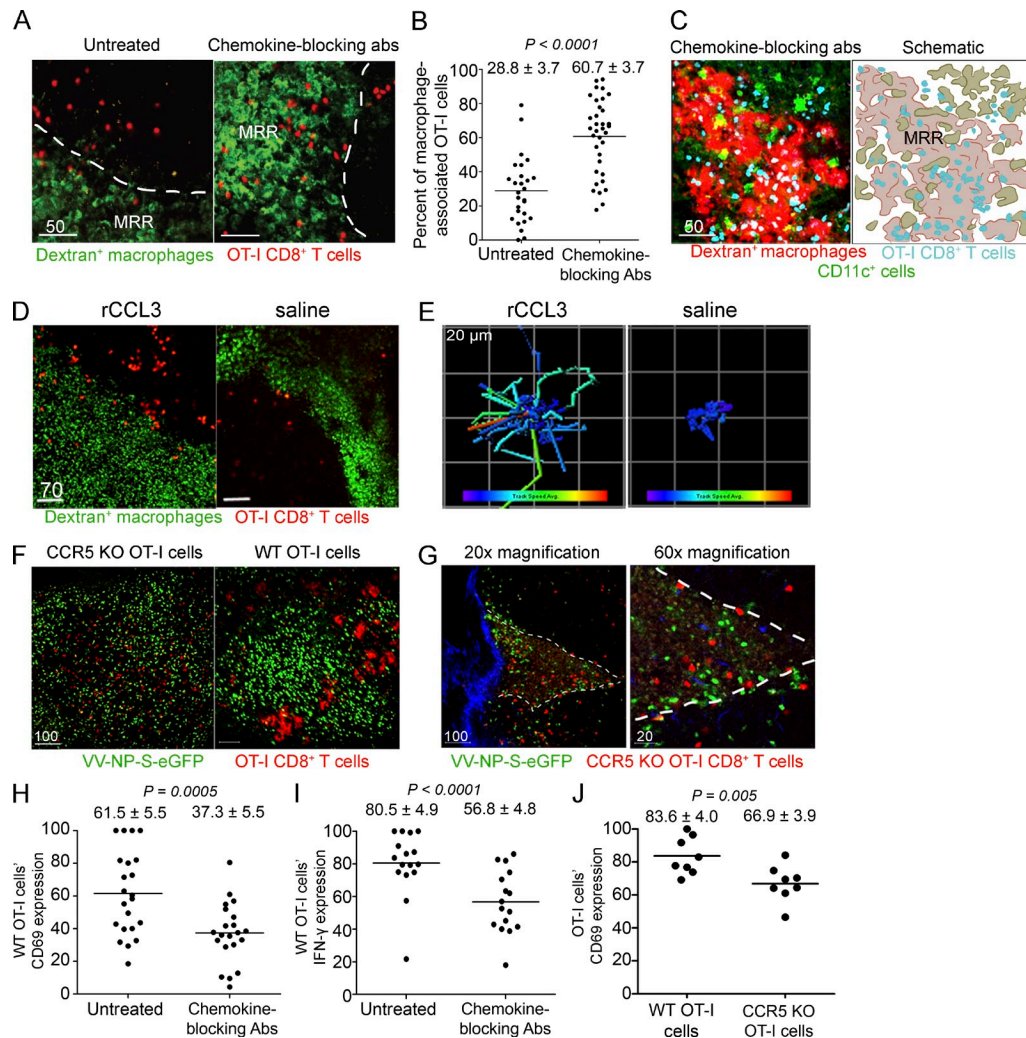 A
Untreated
Chemokine-blocking abs
MRR
MRR
50
Dextran⁺ macrophages
OT-I CD8⁺ T cells
B
P < 0.0001
28.8 ± 3.7
60.7 ± 3.7
Percent of macrophage-
associated OT-I cells
100
80
60
40
20
0
Untreated
Chemokine-
blocking Abs
C
Chemokine-blocking abs
Schematic
MRR
50
Dextran⁺ macrophages
OT-I CD8⁺ T cells
CD11c⁺ cells
D
rCCL3
saline
70
Dextran⁺ macrophages
OT-I CD8⁺ T cells
E
rCCL3
saline
20 µm
Track Speed Avg.
Track Speed Avg.
F
CCR5 KO OT-I cells
WT OT-I cells
100
VV-NP-S-eGFP
OT-I CD8⁺ T cells
G
20x magnification
60x magnification
100
20
VV-NP-S-eGFP
CCR5 KO OT-I CD8⁺ T cells
H
P = 0.0005
61.5 ± 5.5
37.3 ± 5.5
WT OT-I cells'
CD69 expression
100
80
60
40
20
0
Untreated
Chemokine-
blocking Abs
I
P < 0.0001
80.5 ± 4.9
56.8 ± 4.8
WT OT-I cells'
IFN-γ expression
100
80
60
40
20
0
Untreated
Chemokine-
blocking Abs
J
P = 0.005
83.6 ± 4.0
66.9 ± 3.9
OT-I cells'
CD69 expression
100
80
60
40
20
0
WT OT-I
cells
CCR5 KO
OT-I cells